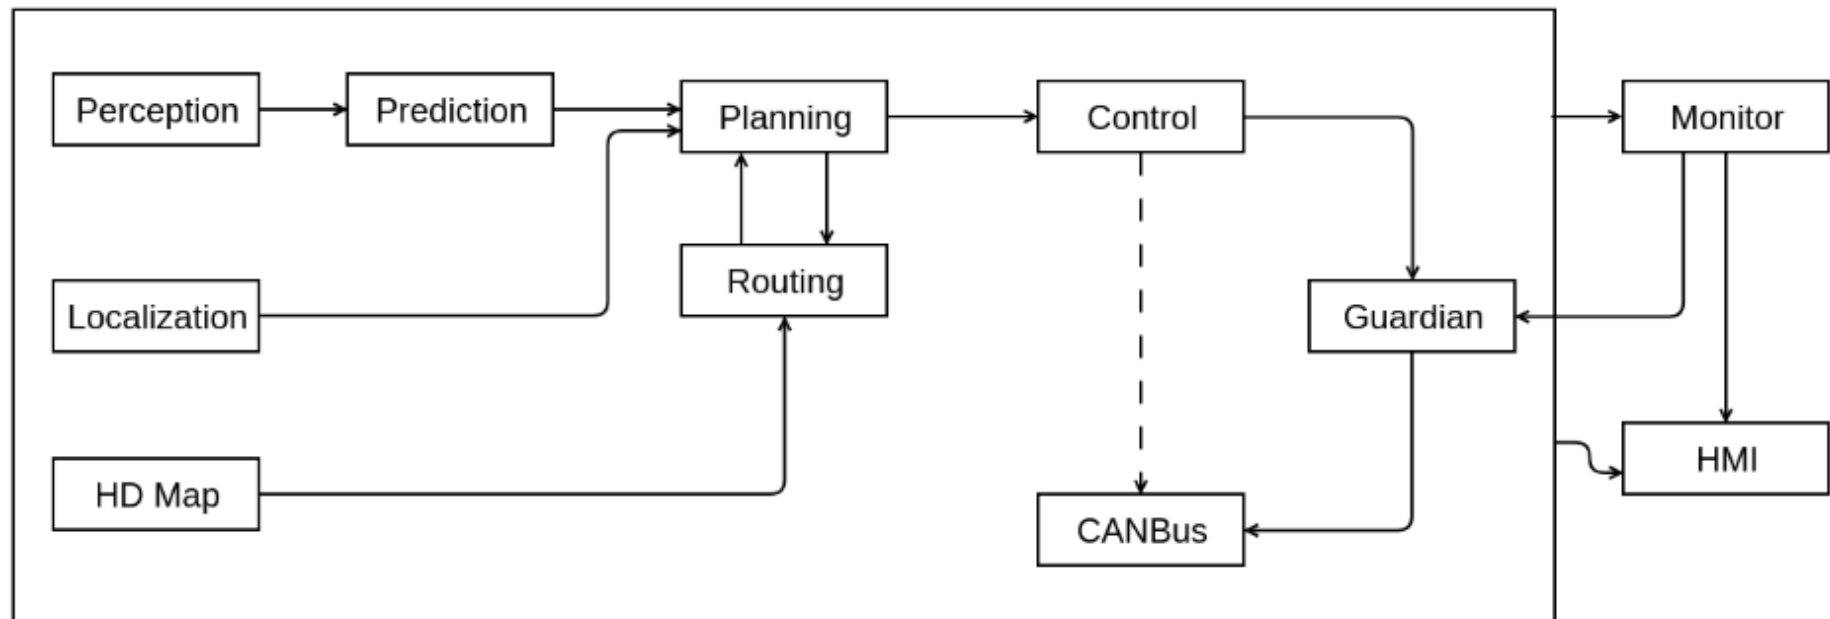 Perception
Prediction
Planning
Control
Monitor
Routing
Localization
Guardian
HD Map
HMI
CANBus